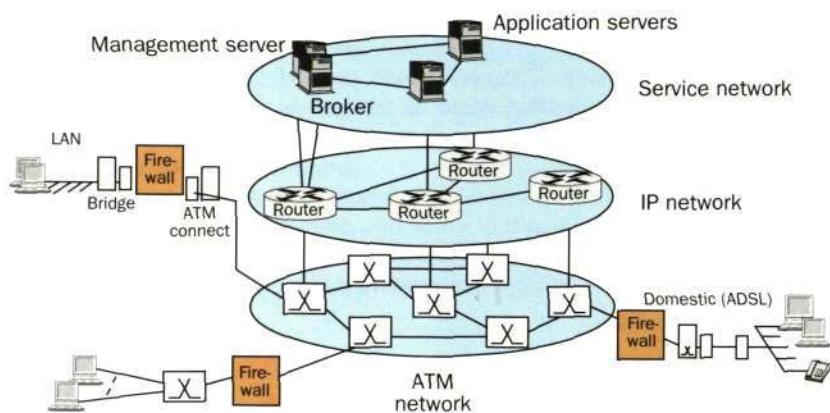 Application servers
Management server
Broker
Service network
LAN
Fire-
wall
Bridge
ATM
connect
Router
Router
Router
Router
IP network
Domestic (ADSL)
Fire-
wall
Fire-
wall
ATM
network